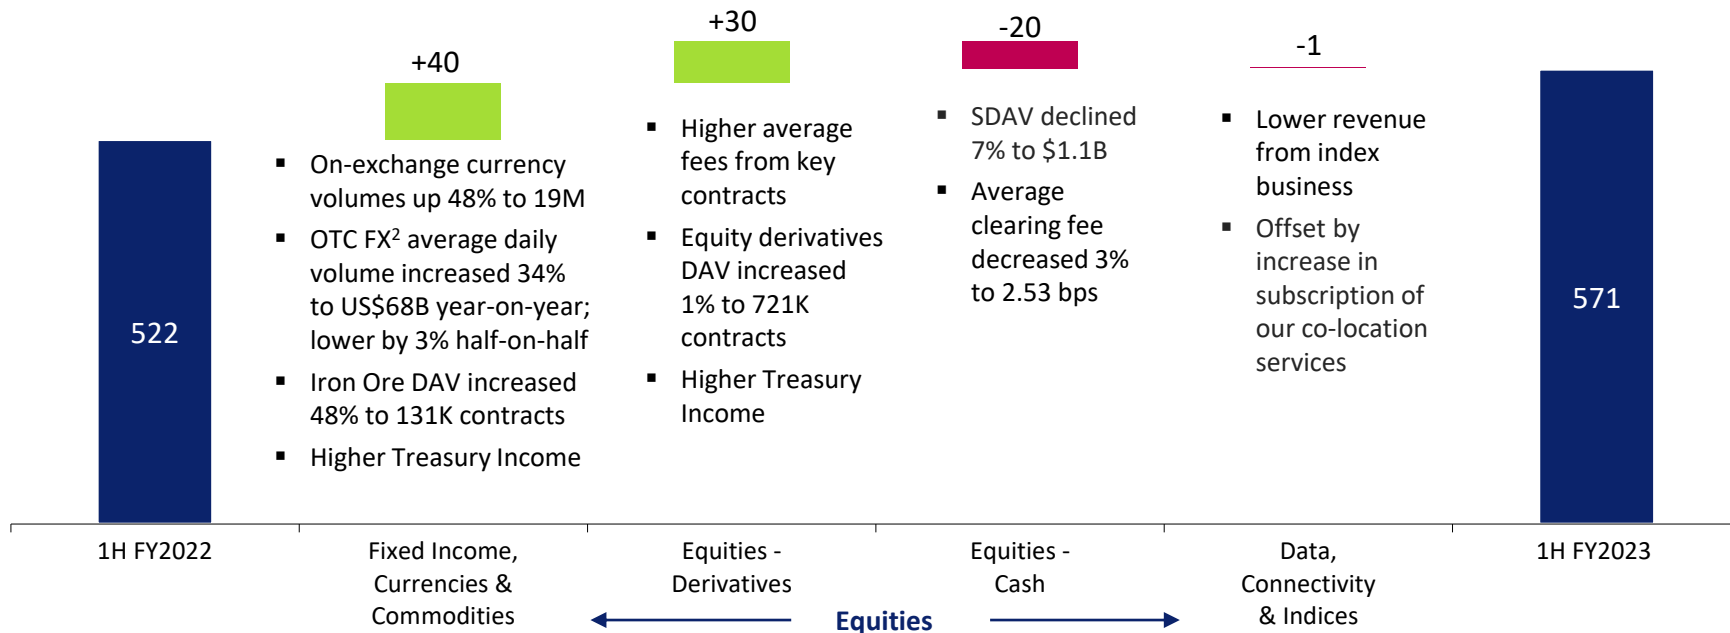 +40
+30
-20
-1
522
▪ On-exchange currency
volumes up 48% to 19M
▪ OTC FX² average daily
volume increased 34%
to US$68B year-on-year;
lower by 3% half-on-half
▪ Iron Ore DAV increased
48% to 131K contracts
▪ Higher Treasury Income
▪ Higher average
fees from key
contracts
▪ Equity derivatives
DAV increased
1% to 721K
contracts
▪ Higher Treasury
Income
▪ SDAV declined
7% to $1.1B
▪ Average
clearing fee
decreased 3%
to 2.53 bps
▪ Lower revenue
from index
business
▪ Offset by
increase in
subscription of
our co-location
services
571
1H FY2022
Fixed Income,
Currencies &
Commodities
Equities -
Derivatives
Equities -
Cash
Data,
Connectivity
& Indices
1H FY2023
Equities